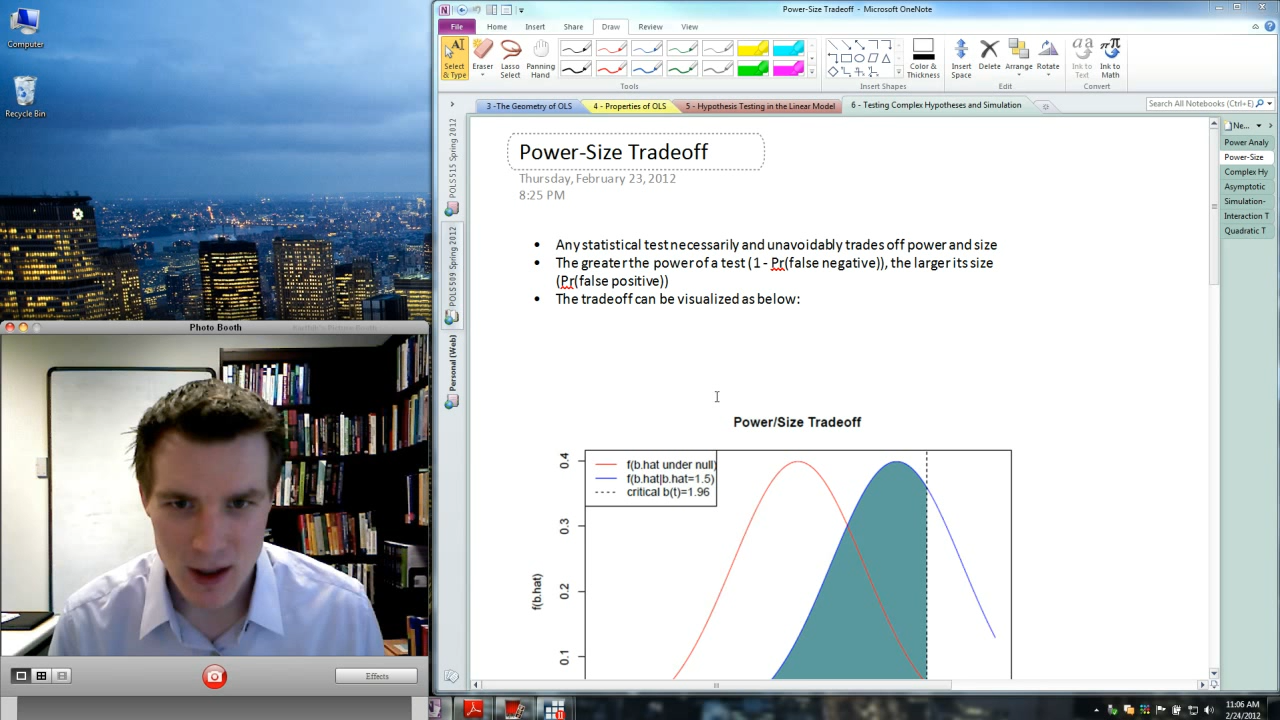 Computer
Recycle Bin
Power-Size Tradeoff - Microsoft OneNote
File Home Insert Share Draw Review View
Select & Type
Eraser
Lasso Select
Panning Hand
Color & Thickness
Insert Space
Delete
Arrange
Rotate
Ink to Text
Ink to Math
Tools
Insert Shapes
Edit
Convert
3 -The Geometry of OLS
4 - Properties of OLS
5 - Hypothesis Testing in the Linear Model
6 - Testing Complex Hypotheses and Simulation
Search All Notebooks (Ctrl+E)
POLS515 Spring 2012
POLS509 Spring 2012
Personal (Web)
Power-Size Tradeoff
Thursday, February 23, 2012
8:25 PM
• Any statistical test necessarily and unavoidably trades off power and size
• The greater the power of a test (1 - Pr(false negative)), the larger its size
(Pr(false positive))
• The tradeoff can be visualized as below:
Power/Size Tradeoff
f(b.hat under null)
f(b.hat|b.hat=1.5)
critical b(t)=1.96
0.4
0.3
0.2
0.1
f(b.hat)
Ne...
Power Analy
Power-Size
Complex Hy
Asymptotic
Simulation-
Interaction T
Quadratic T
Photo Booth
Effects
11:06 AM
2/24/2012